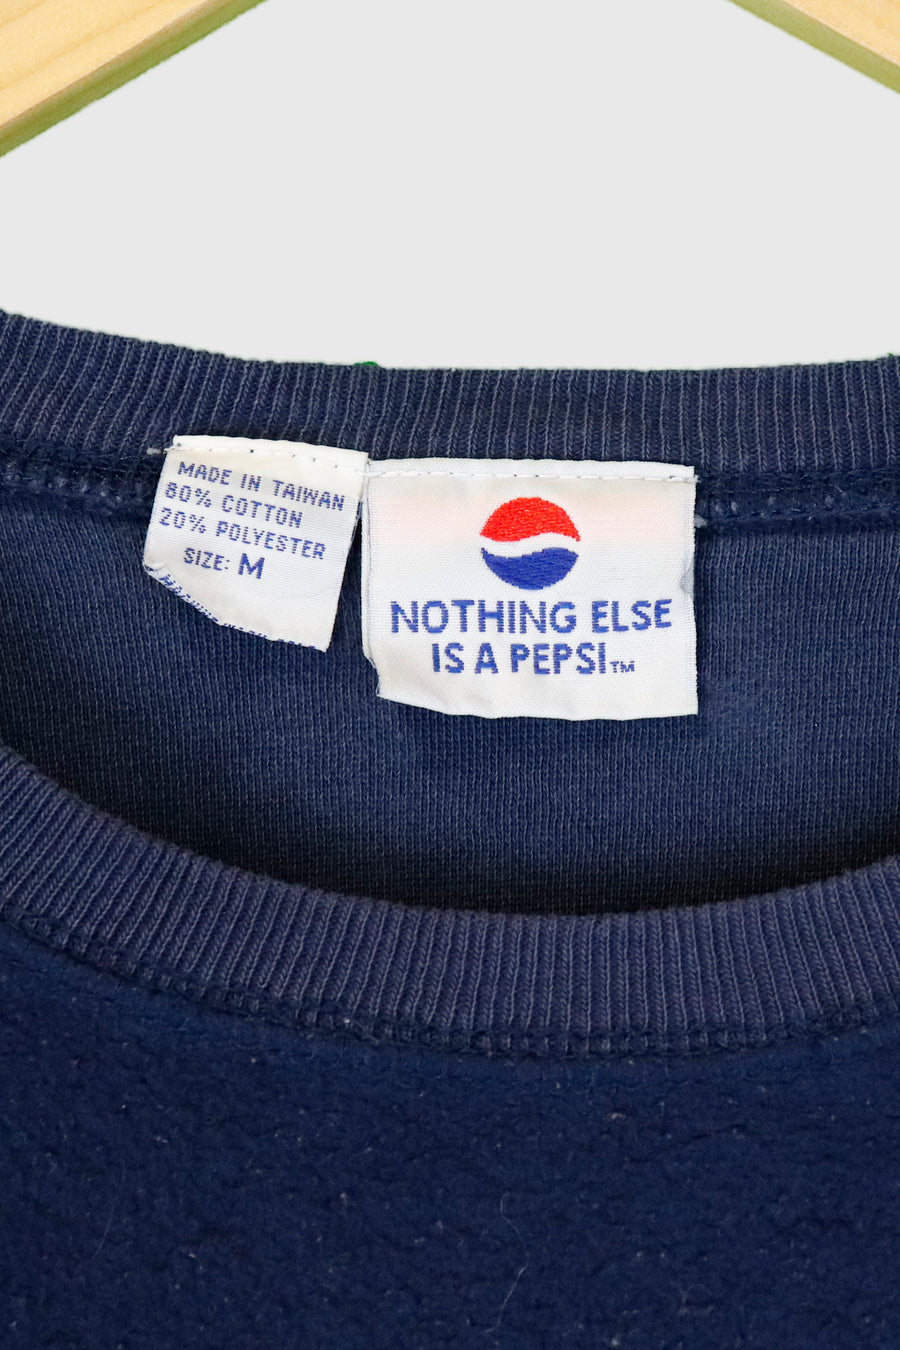 MADE IN TAIWAN
80% COTTON
20% POLYESTER
SIZE: M
NOTHING ELSE
IS A PEPSI™